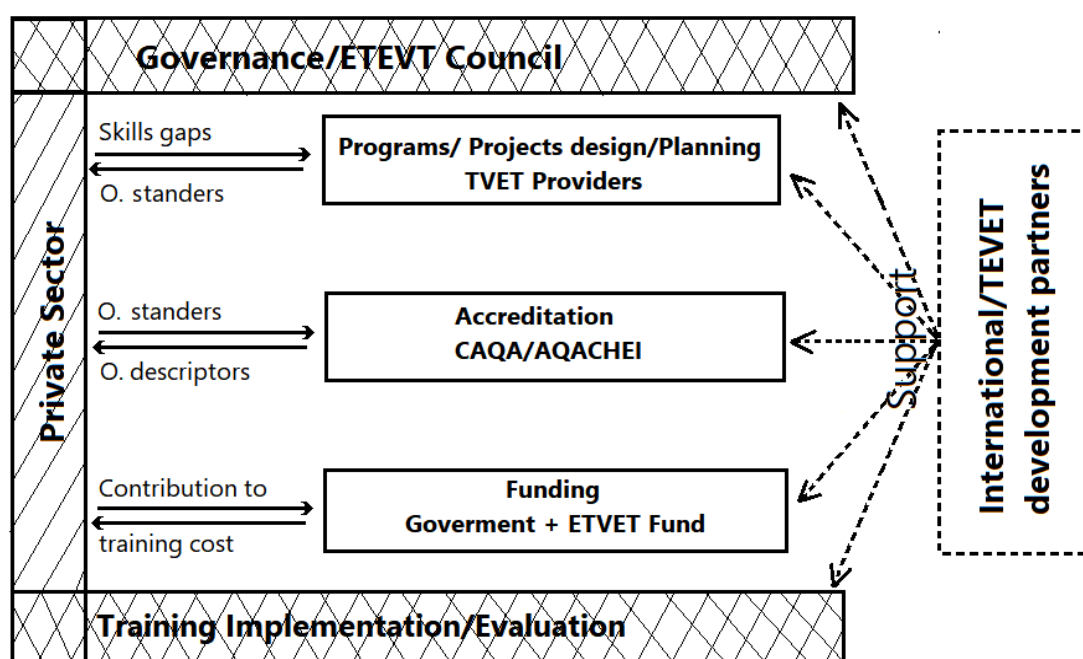 Governance/ETEVT Council
Skills gaps
O. standers
Programs/ Projects design/Planning
TVET Providers
Private Sector
O. standers
O. descriptors
Accreditation
CAQA/AQACHEI
Support
International/TEVET
development partners
Contribution to
training cost
Funding
Goverment + ETVET Fund
Training Implementation/Evaluation